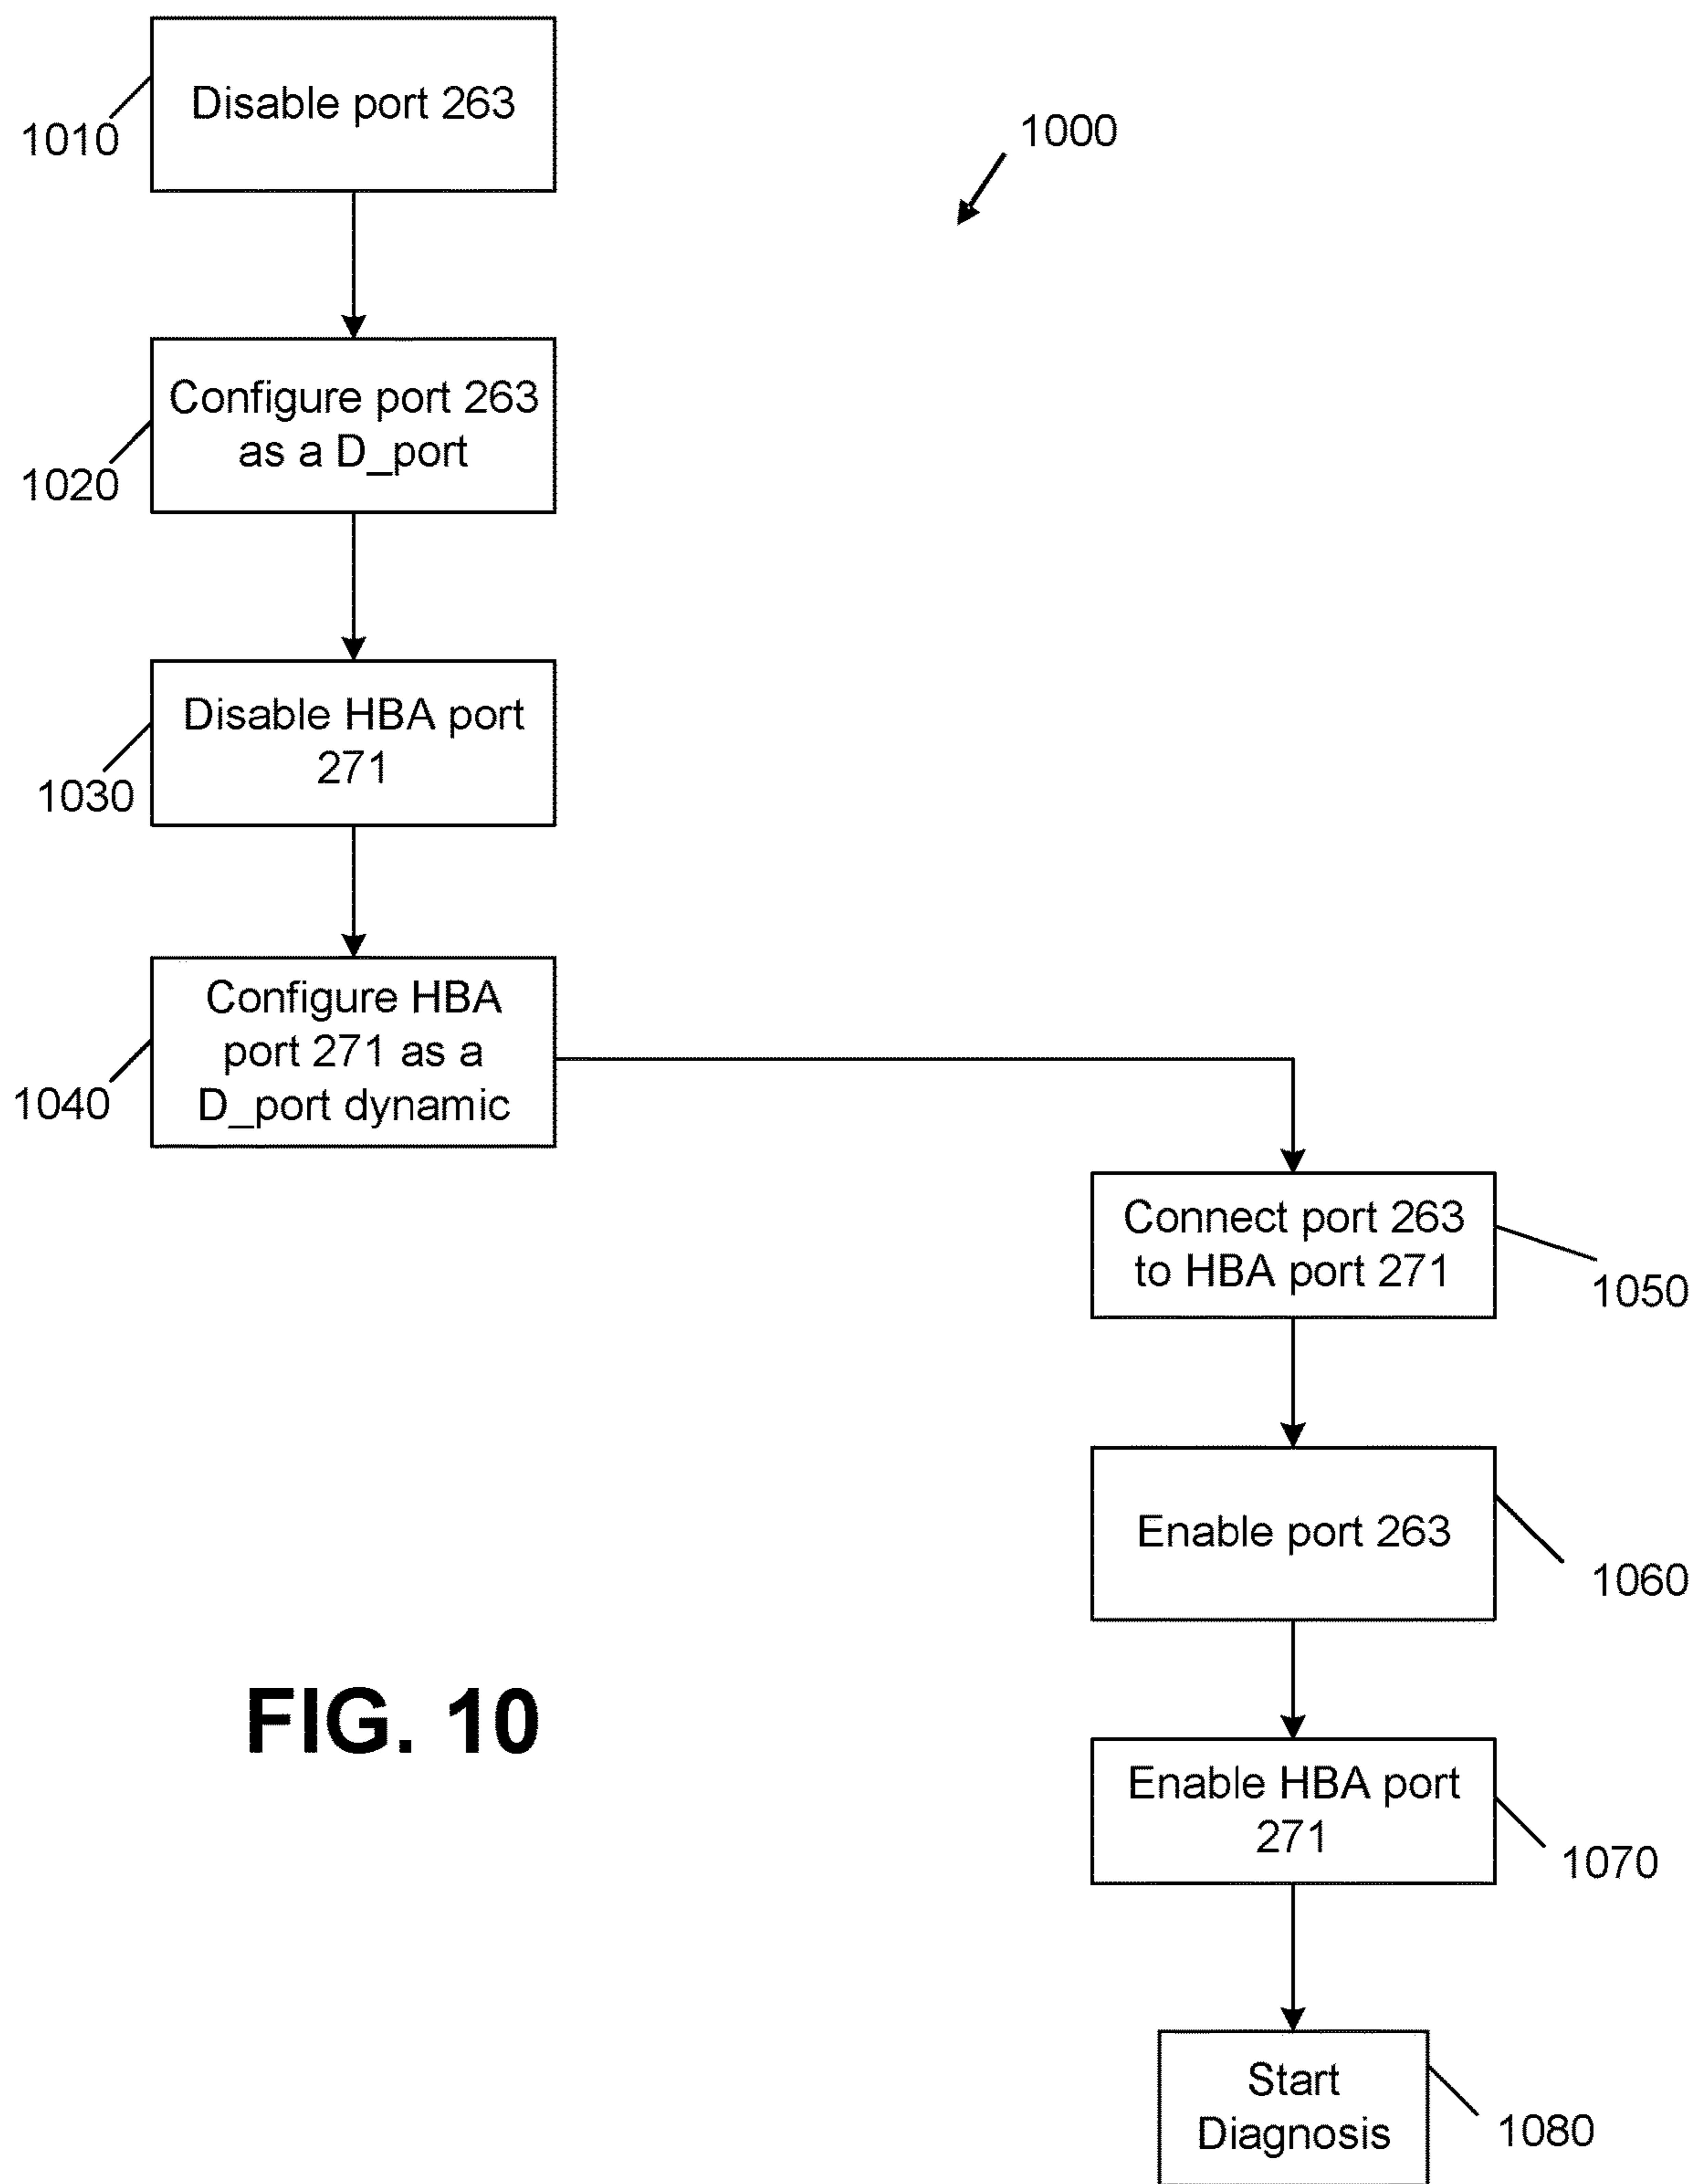 Disable port 263
1010
1000
Configure port 263
as a D_port
1020
Disable HBA port
271
1030
Configure HBA
port 271 as a
D_port dynamic
1040
Connect port 263
to HBA port 271
1050
Enable port 263
1060
Enable HBA port
271
1070
Start
Diagnosis
1080
FIG. 10